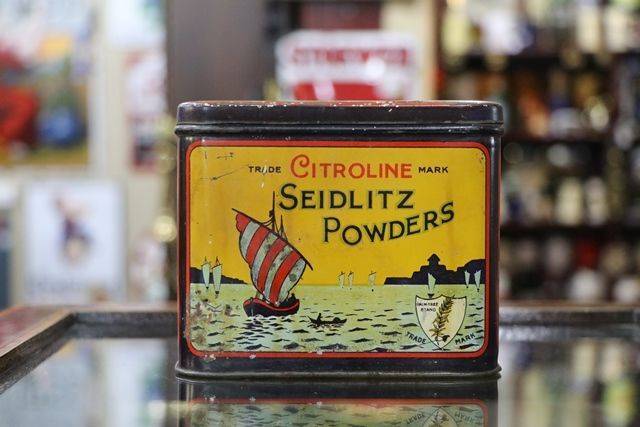 TRADE CITROLINE MARK
SEIDLITZ
POWDERS
TRADE MARK